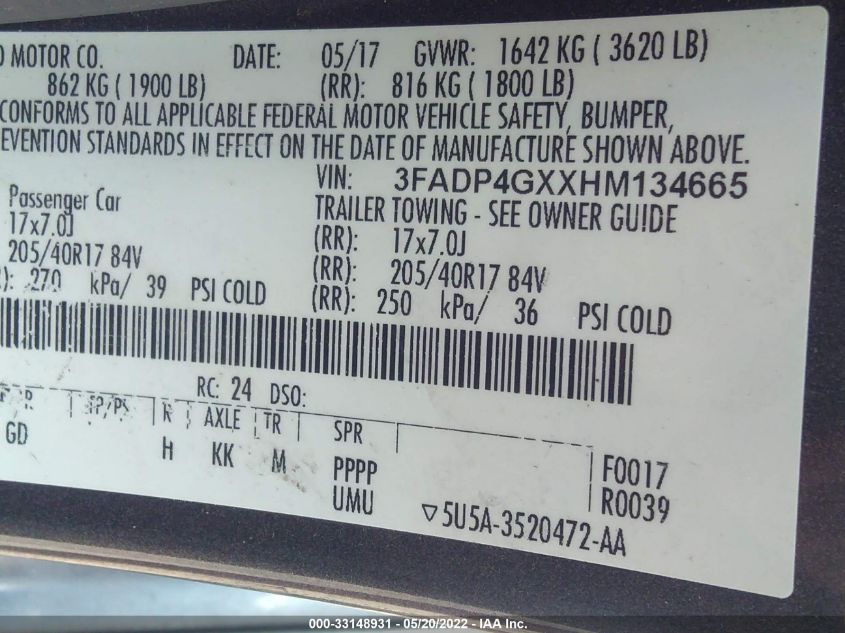 MOTOR CO. DATE: 05/17 GVWR: 1642 KG ( 3620 LB)
862 KG ( 1900 LB) (RR): 816 KG ( 1800 LB)
CONFORMS TO ALL APPLICABLE FEDERAL MOTOR VEHICLE SAFETY, BUMPER,
EVENTION STANDARDS IN EFFECT ON THE DATE OF MANUFACTURE SHOWN ABOVE.
VIN: 3FADP4GXXHM134665
Passenger Car TRAILER TOWING - SEE OWNER GUIDE
17x7.0J (RR): 17x7.0J
205/40R17 84V (RR): 205/40R17 84V
): 270 kPa/ 39 PSI COLD (RR): 250 kPa/ 36 PSI COLD
RC: 24 DSO:
R AXLE TR SPR
GD H KK M PPPP F0017
UMU R0039
▽5U5A-3520472-AA
000-33148931 - 05/20/2022 - IAA Inc.